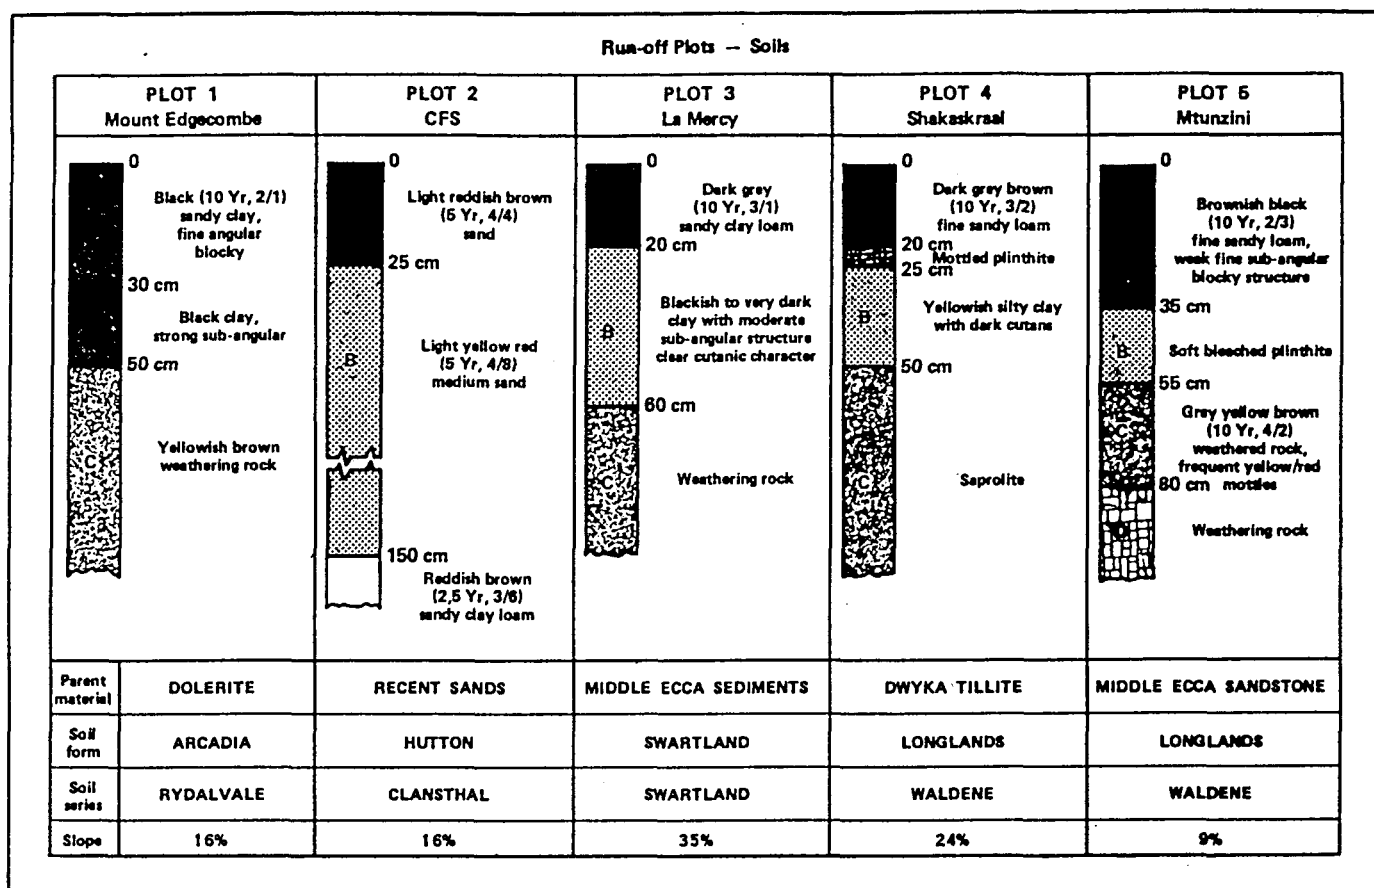 Run-off Plots — Soils
PLOT 1
Mount Edgecombe
PLOT 2
CFS
PLOT 3
La Mercy
PLOT 4
Shakaskraal
PLOT 5
Mtunzini
0
Black (10 Yr, 2/1)
sandy clay,
fine angular
blocky
30 cm
Black clay,
strong sub-angular
50 cm
C
Yellowish brown
weathering rock
0
Light reddish brown
(5 Yr, 4/4)
sand
25 cm
B
Light yellow red
(5 Yr, 4/8)
medium sand
150 cm
Reddish brown
(2,5 Yr, 3/6)
sandy clay loam
0
Dark grey
(10 Yr, 3/1)
sandy clay loam
20 cm
B
Blackish to very dark
clay with moderate
sub-angular structure
clear cutanic character
60 cm
C
Weathering rock
0
Dark grey brown
(10 Yr, 3/2)
fine sandy loam
20 cm
Mottled plinthite
25 cm
B
Yellowish silty clay
with dark cutans
50 cm
C
Saprolite
0
Brownish black
(10 Yr, 2/3)
fine sandy loam,
weak fine sub-angular
blocky structure
35 cm
B
Soft bleached plinthite
55 cm
C
Grey yellow brown
(10 Yr, 4/2)
weathered rock,
frequent yellow/red
80 cm mottles
Weathering rock
Parent
material
DOLERITE
RECENT SANDS
MIDDLE ECCA SEDIMENTS
DWYKA TILLITE
MIDDLE ECCA SANDSTONE
Soil
form
ARCADIA
HUTTON
SWARTLAND
LONGLANDS
LONGLANDS
Soil
series
RYDALVALE
CLANSTHAL
SWARTLAND
WALDENE
WALDENE
Slope
16%
16%
35%
24%
9%